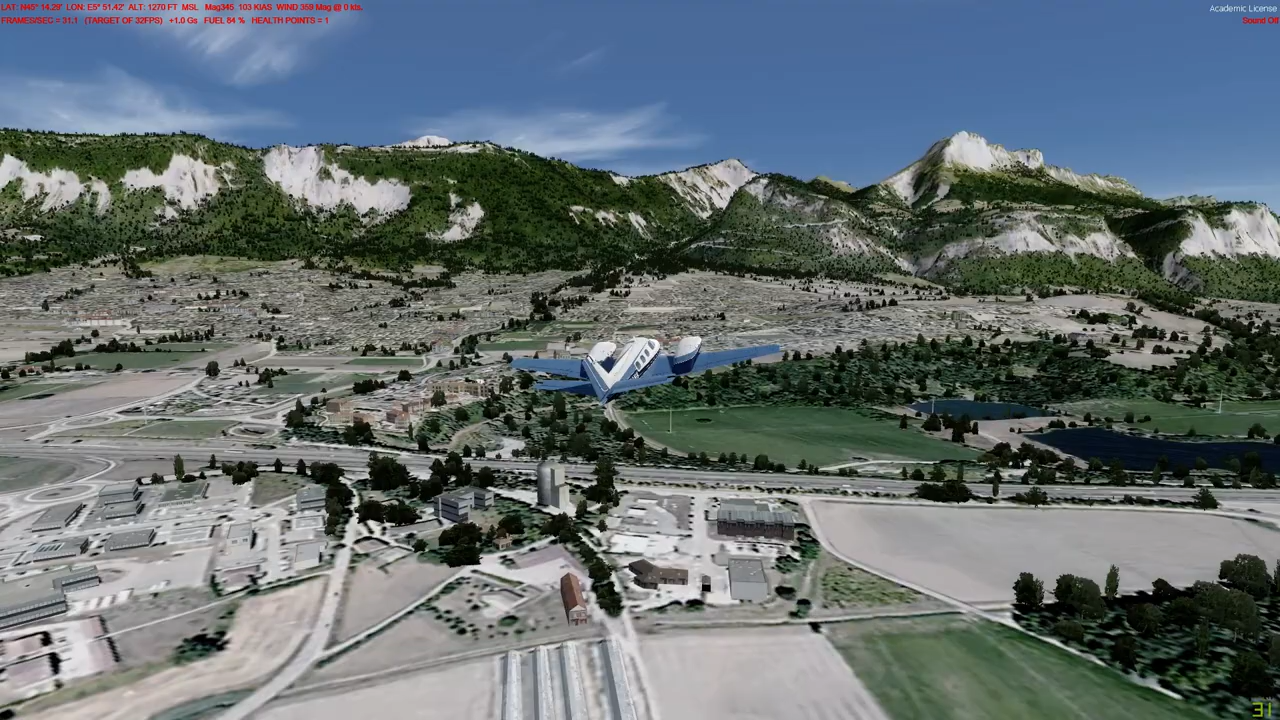 LAT: N45° 14.29' LON: E5° 51.42' ALT: 1270 FT MSL Mag345 103 KIAS WIND 359 Mag @ 0 kts.
Academic License
FRAMES/SEC = 31.1 (TARGET OF 32FPS) +1.0 Gs FUEL 84 % HEALTH POINTS = 1
Sound Off
31